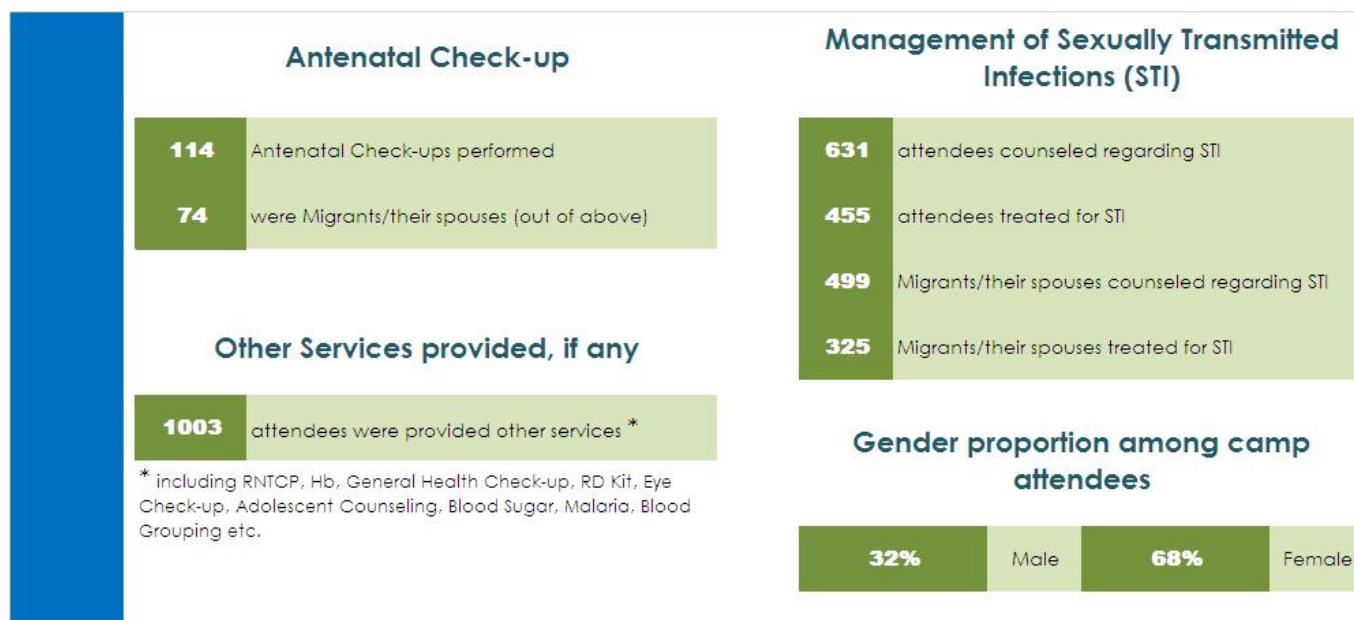 Antenatal Check-up
114 Antenatal Check-ups performed
74 were Migrants/their spouses (out of above)
Other Services provided, if any
1003 attendees were provided other services *
* including RNTCP, Hb, General Health Check-up, RD Kit, Eye
Check-up, Adolescent Counseling, Blood Sugar, Malaria, Blood
Grouping etc.
Management of Sexually Transmitted
Infections (STI)
631 attendees counseled regarding STI
455 attendees treated for STI
499 Migrants/their spouses counseled regarding STI
325 Migrants/their spouses treated for STI
Gender proportion among camp
attendees
32% Male 68% Female